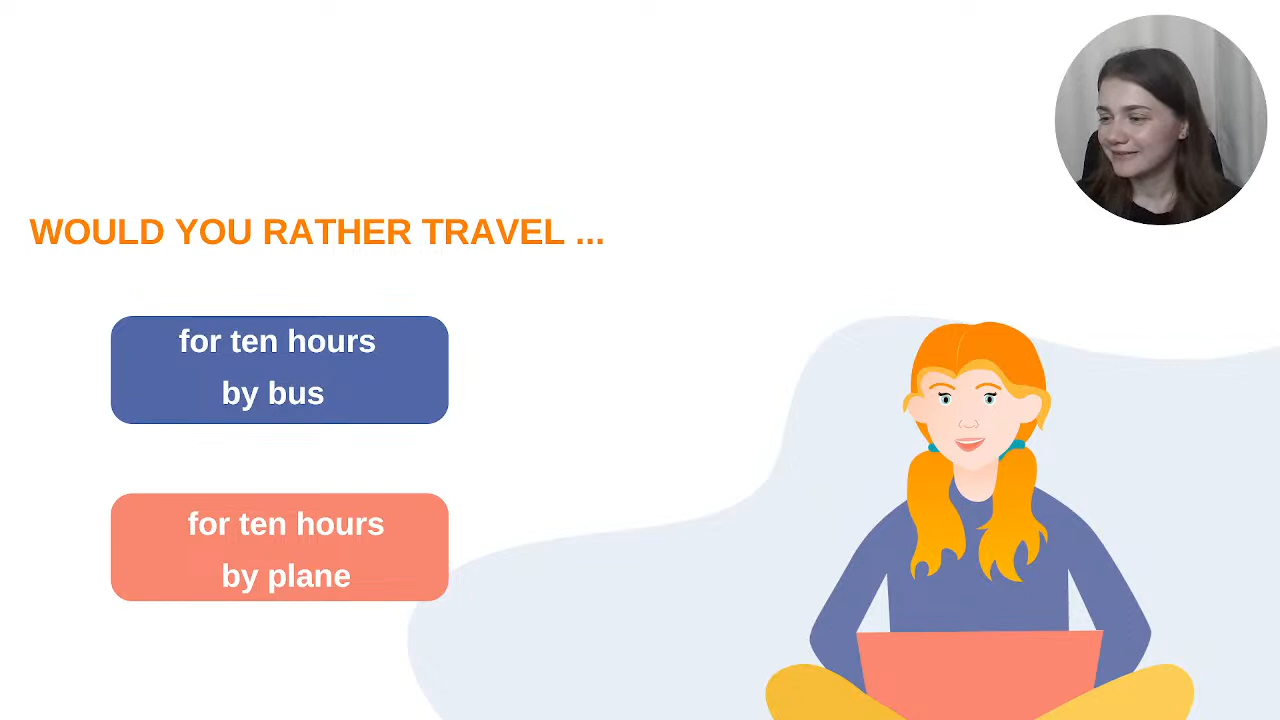 WOULD YOU RATHER TRAVEL ...
for ten hours
by bus
for ten hours
by plane